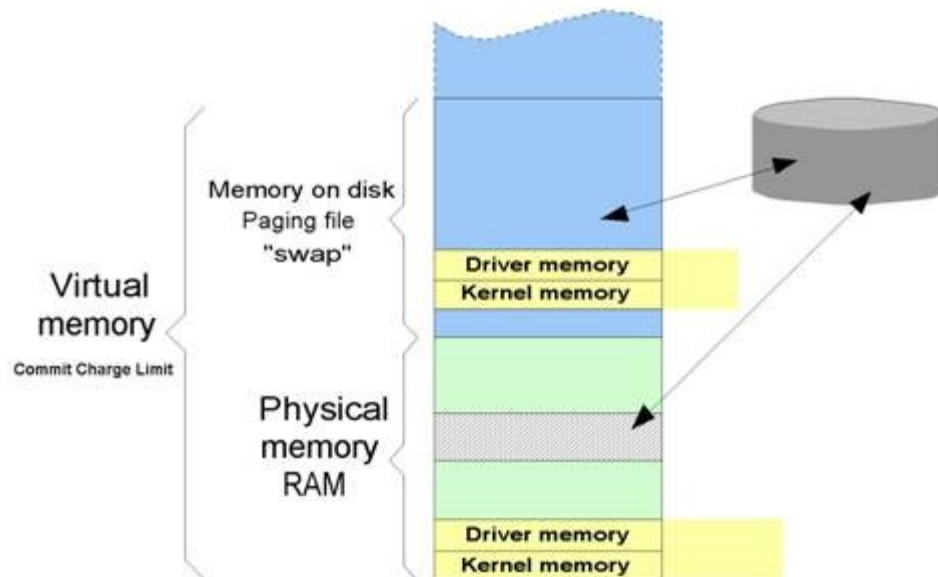 Memory on disk
Paging file
"swap"
Driver memory
Kernel memory
Virtual
memory
Commit Charge Limit
Physical
memory
RAM
Driver memory
Kernel memory